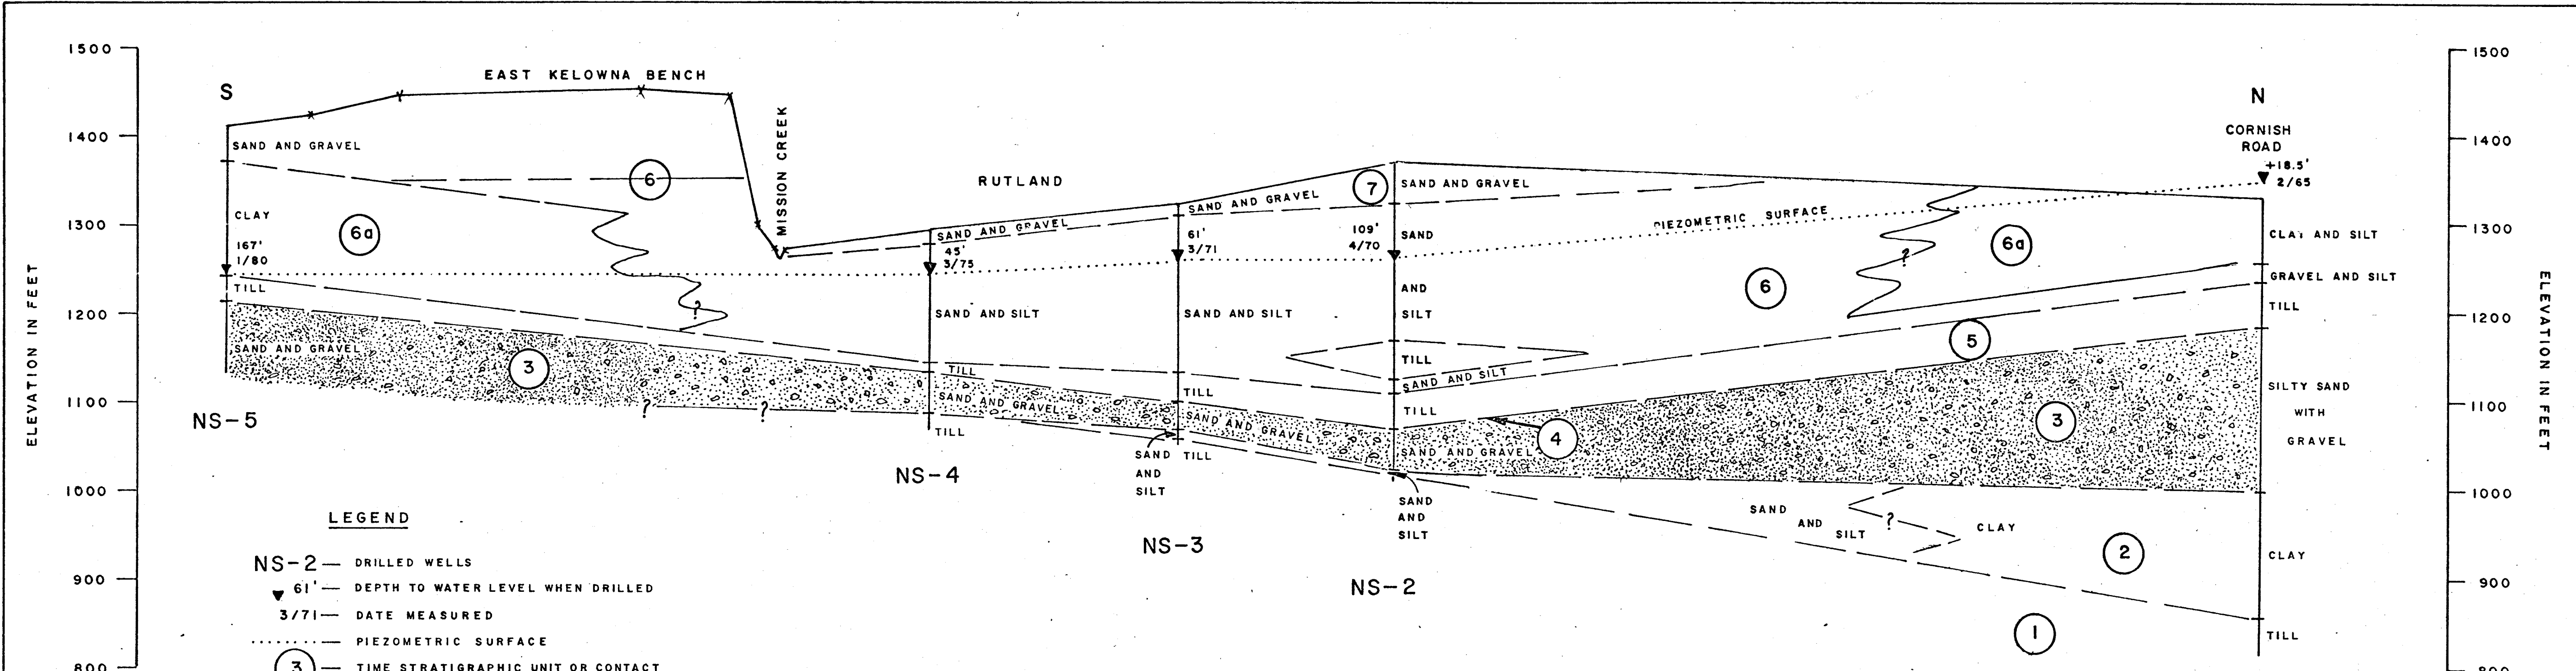 1500
1400
1300
1200
1100
1000
900
800
ELEVATION IN FEET
S
EAST KELOWNA BENCH
SAND AND GRAVEL
CLAY
6a
167'
1/80
TILL
SAND AND GRAVEL
NS-5
6
?
3
?
?
MISSION CREEK
RUTLAND
SAND AND GRAVEL
45'
3/75
SAND AND SILT
TILL
SAND AND GRAVEL
TILL
NS-4
SAND AND GRAVEL
61'
3/71
SAND AND SILT
TILL
SAND AND GRAVEL
SAND
AND
SILT
TILL
NS-3
7
SAND AND GRAVEL
109'
4/70
SAND
AND
SILT
TILL
SAND AND SILT
TILL
SAND AND GRAVEL
SAND
AND
SILT
NS-2
4
PIEZOMETRIC SURFACE
6
?
6a
5
3
SAND
AND
SILT
?
CLAY
2
1
N
CORNISH
ROAD
+18.5'
2/65
CLAY AND SILT
GRAVEL AND SILT
TILL
SILTY SAND
WITH
GRAVEL
CLAY
TILL
1500
1400
1300
1200
1100
1000
900
800
ELEVATION IN FEET
LEGEND
NS-2 — DRILLED WELLS
61' — DEPTH TO WATER LEVEL WHEN DRILLED
3/71 — DATE MEASURED
........ — PIEZOMETRIC SURFACE
3 — TIME STRATIGRAPHIC UNIT OR CONTACT